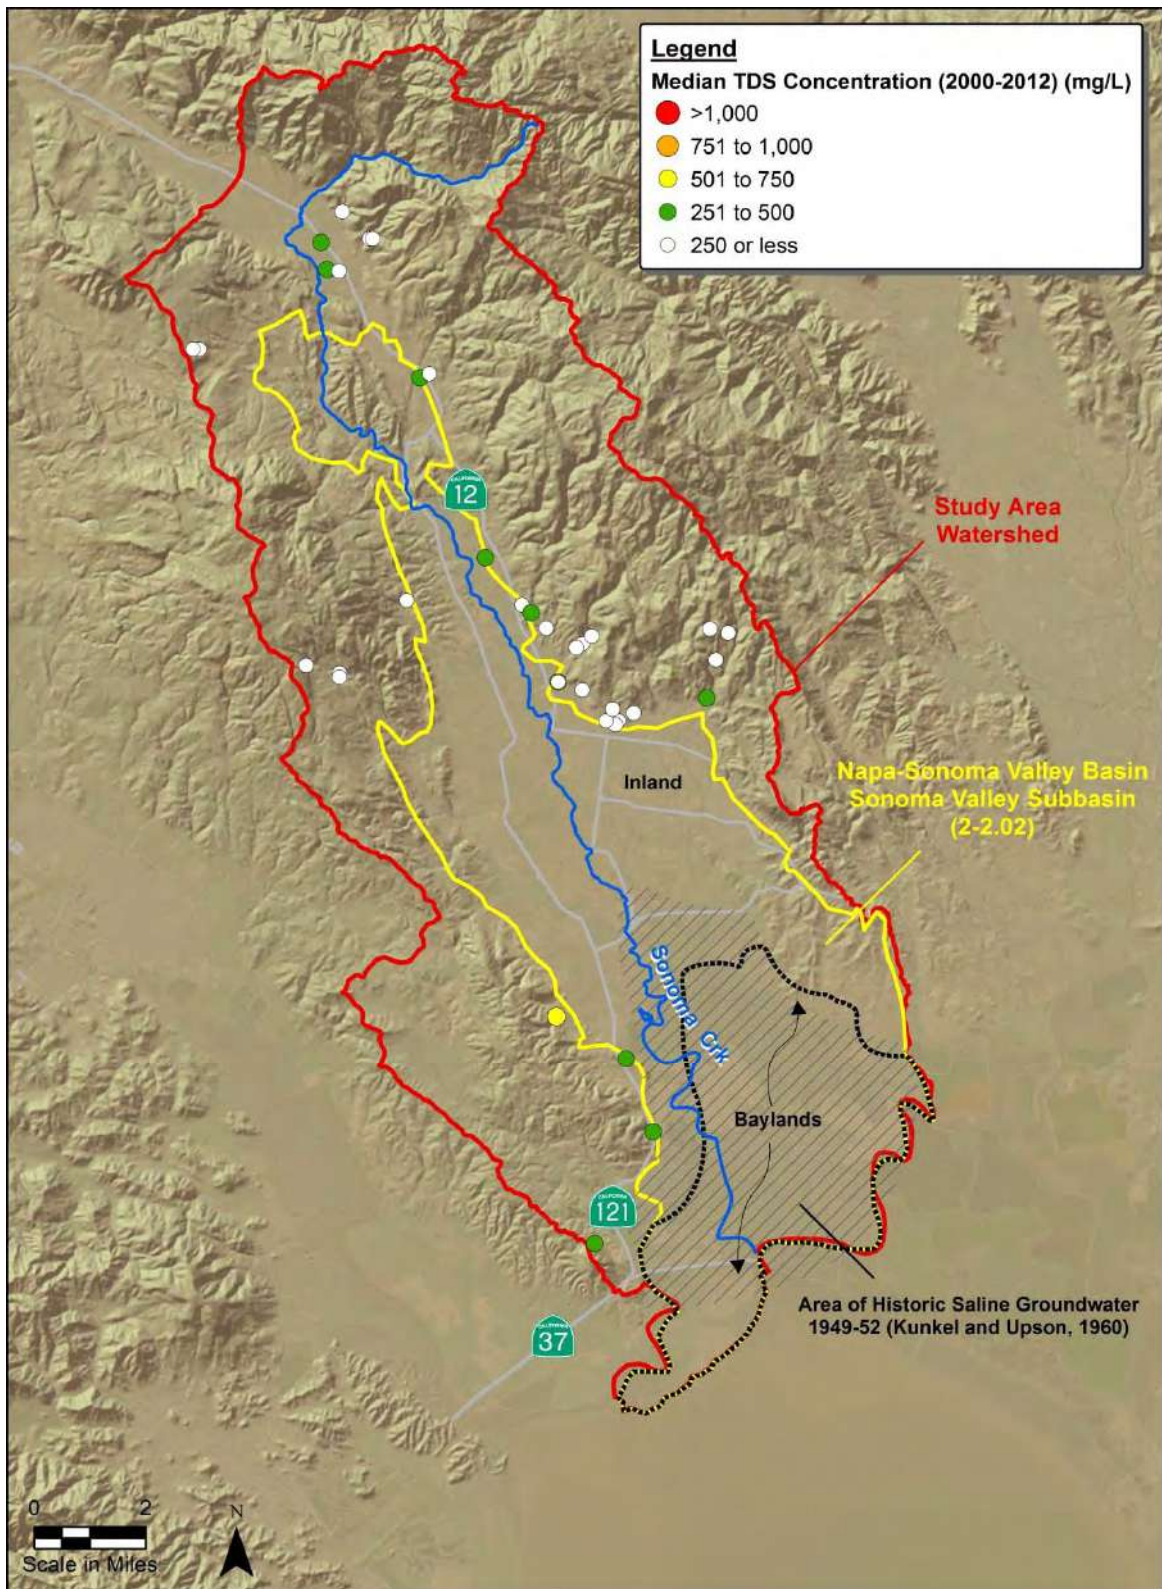 Legend
Median TDS Concentration (2000-2012) (mg/L)
>1,000
751 to 1,000
501 to 750
251 to 500
250 or less
CALIFORNIA
12
Study Area
Watershed
Inland
Napa-Sonoma Valley Basin
Sonoma Valley Subbasin
(2-2.02)
Sonoma Crk.
Baylands
CALIFORNIA
121
Area of Historic Saline Groundwater
1949-52 (Kunkel and Upson, 1960)
CALIFORNIA
37
0 2
Scale in Miles
N